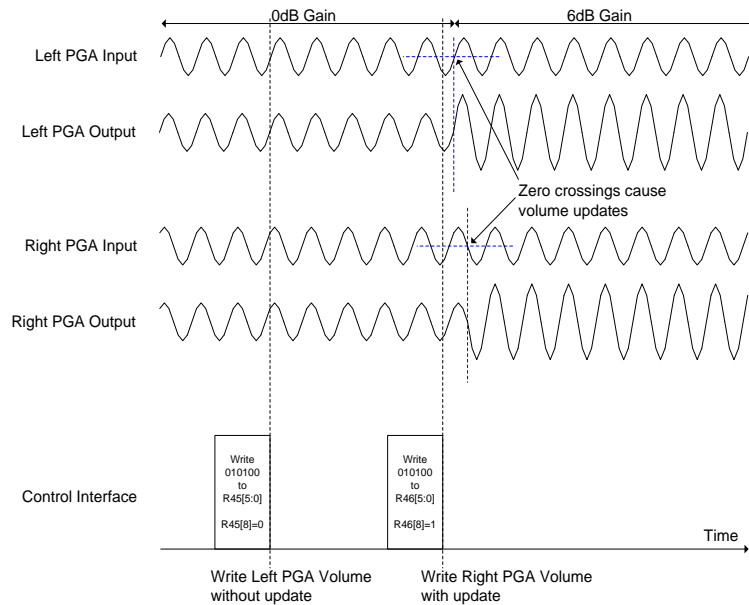 0dB Gain
6dB Gain
Left PGA Input
Left PGA Output
Zero crossings cause
volume updates
Right PGA Input
Right PGA Output
Write
010100
to
R45[5:0]
R45[8]=0
Write
010100
to
R46[5:0]
R46[8]=1
Control Interface
Time
Write Left PGA Volume
without update
Write Right PGA Volume
with update